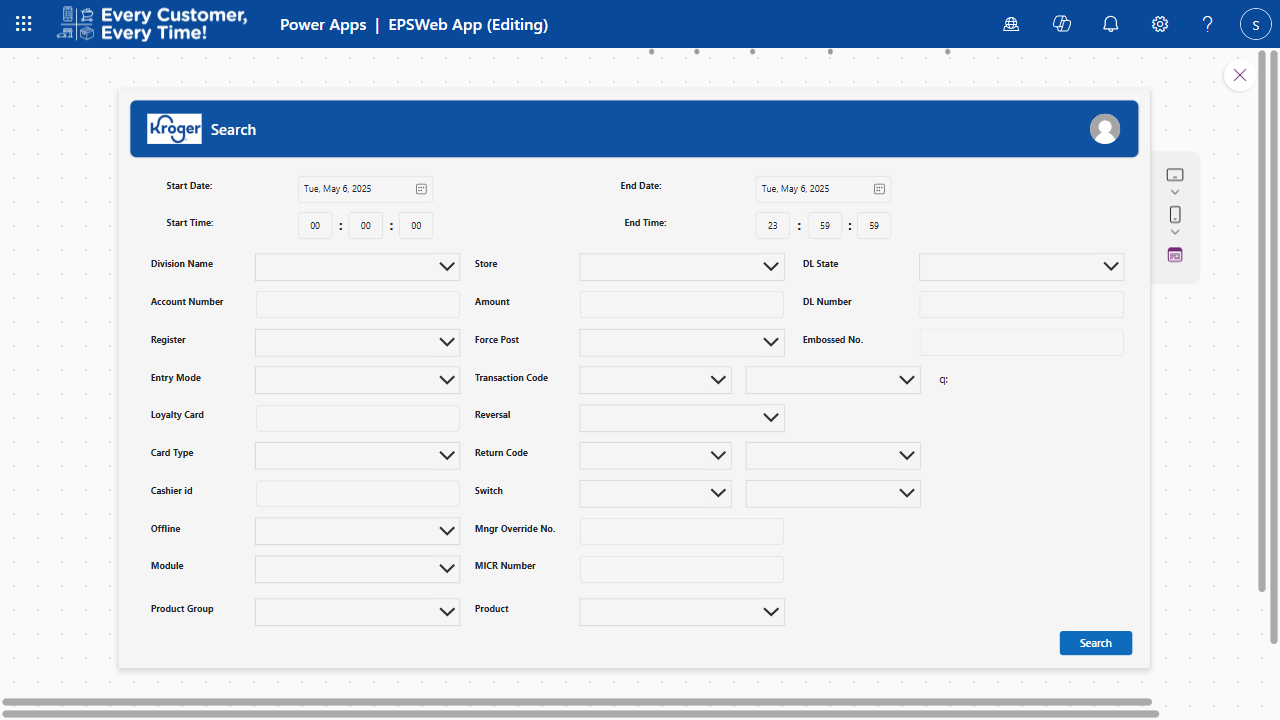 Every Customer,
Every Time!
Power Apps | EPSWeb App (Editing)
S
Kroger Search
Start Date: Tue, May 6, 2025 End Date: Tue, May 6, 2025
Start Time: 00 : 00 : 00 End Time: 23 : 59 : 59
Division Name Store DL State
Account Number Amount DL Number
Register Force Post Embossed No.
Entry Mode Transaction Code q:
Loyalty Card Reversal
Card Type Return Code
Cashier id Switch
Offline Mngr Override No.
Module MICR Number
Product Group Product
Search